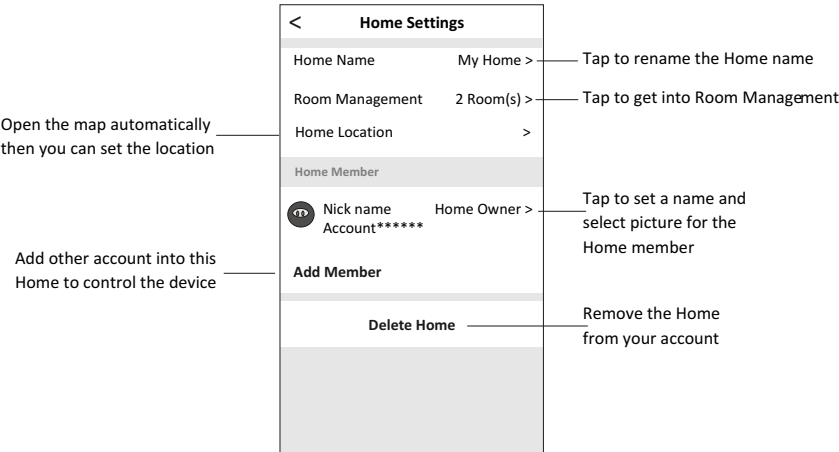 < Home Settings
Home Name My Home >
Tap to rename the Home name
Room Management 2 Room(s) >
Tap to get into Room Management
Open the map automatically
then you can set the location
Home Location >
Home Member
Nick name Home Owner >
Account******
Tap to set a name and
select picture for the
Home member
Add other account into this
Home to control the device
Add Member
Delete Home
Remove the Home
from your account